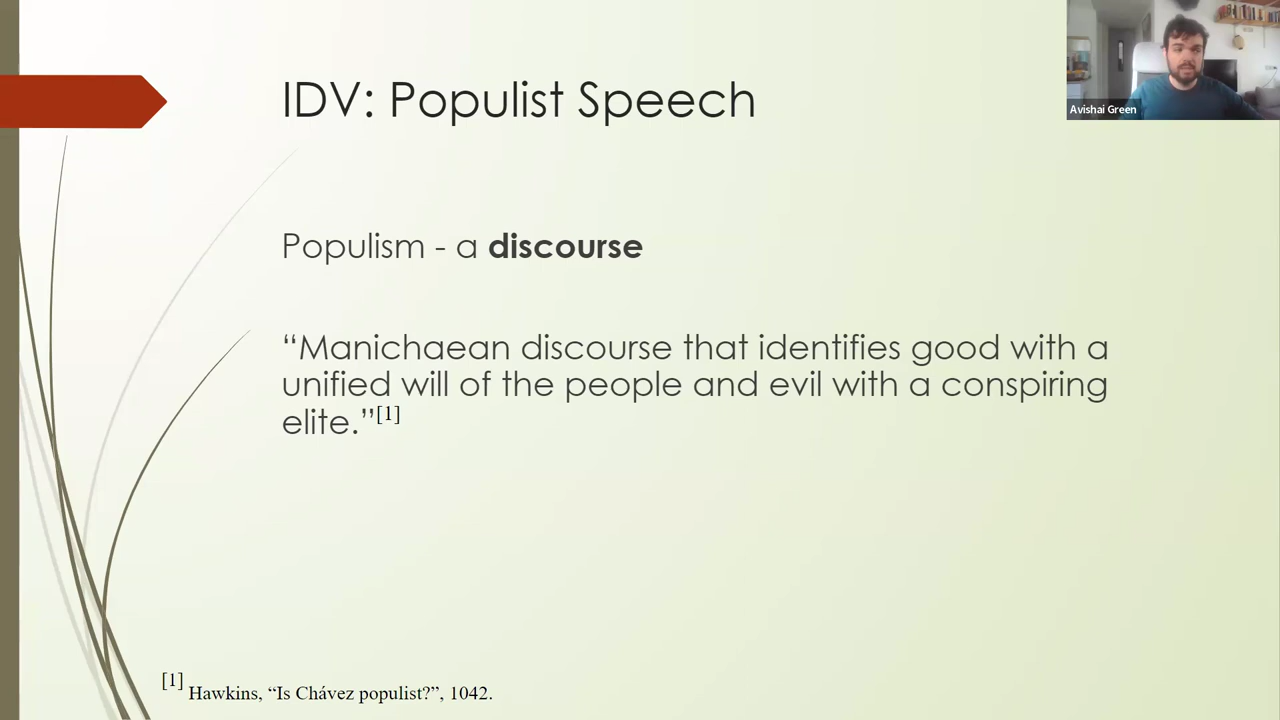 IDV: Populist Speech
Avishai Green
Populism - a discourse
“Manichaean discourse that identifies good with a
unified will of the people and evil with a conspiring
elite.”[1]
[1] Hawkins, “Is Chávez populist?”, 1042.